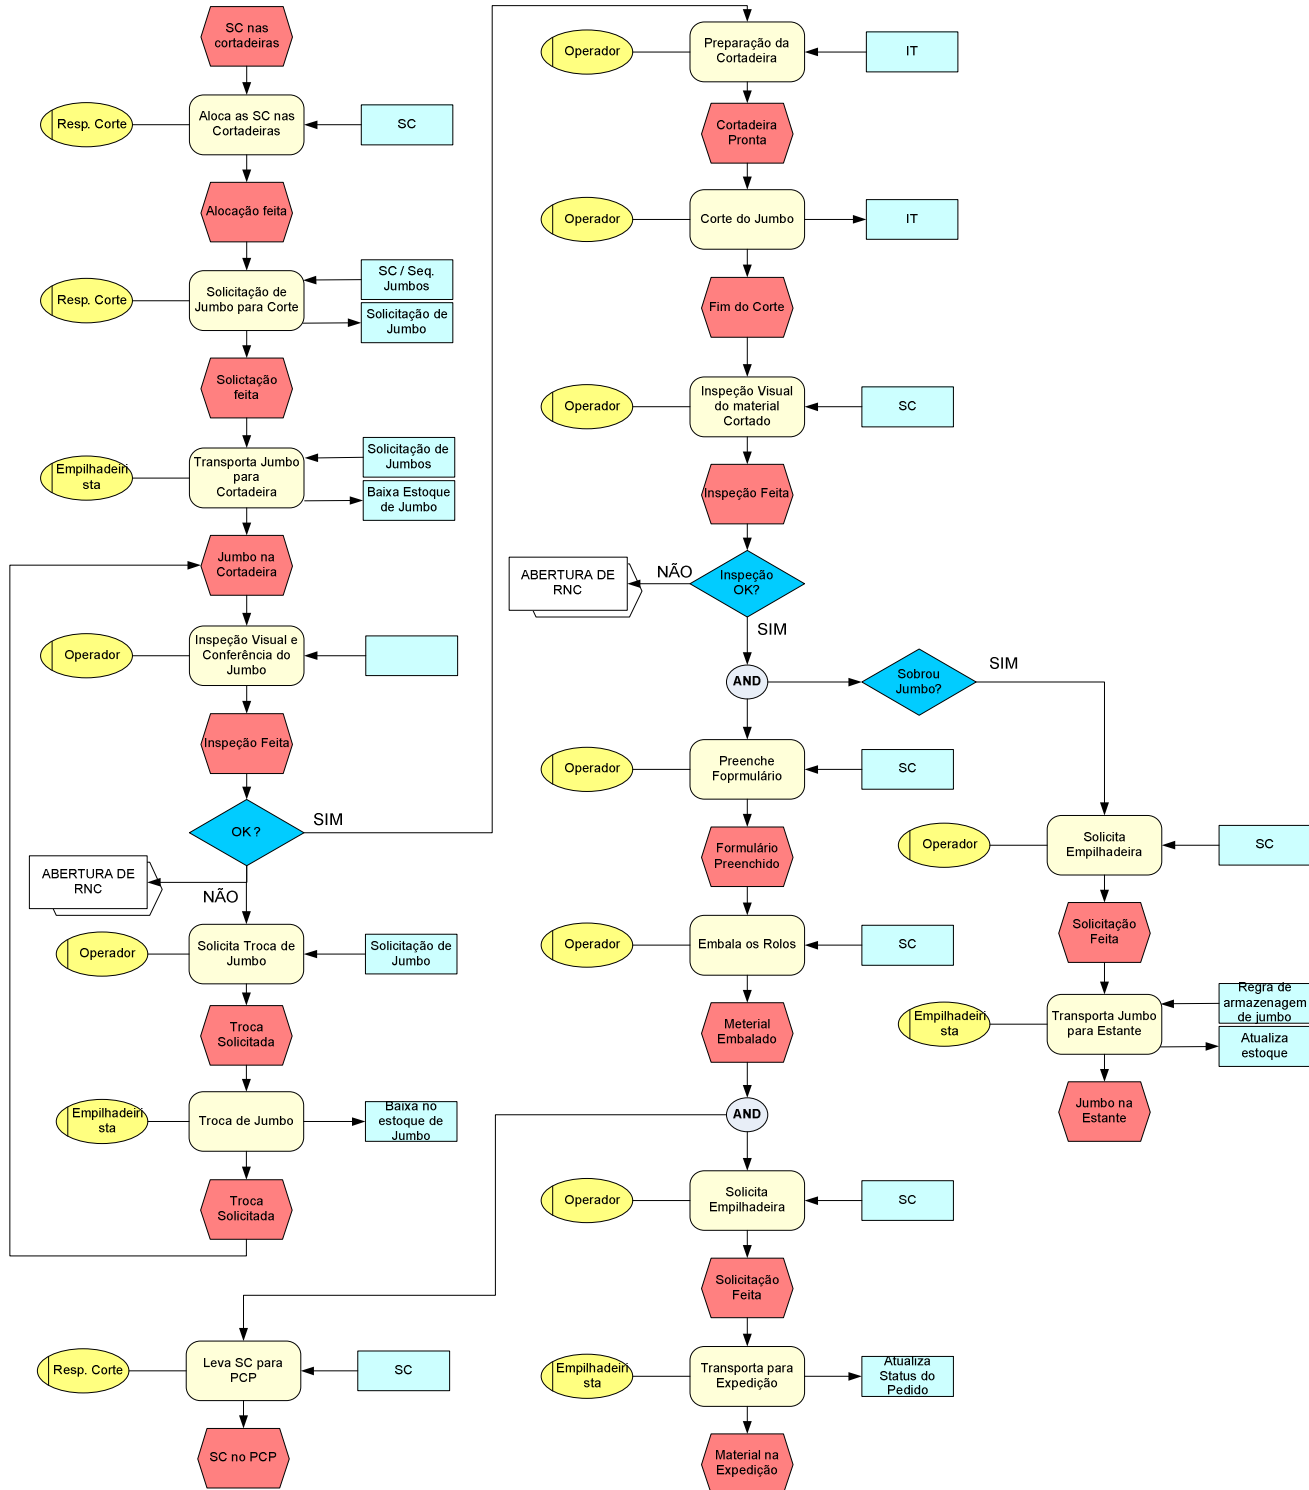 SC nas
cortadeiras
Resp. Corte
Aloca as SC nas
Cortadeiras
SC
Alocação feita
Resp. Corte
Solicitação de
Jumbo para Corte
SC / Seq.
Jumbos
Solicitação de
Jumbo
Solictação
feita
Empilhadeiri
sta
Transporta Jumbo
para
Cortadeira
Solicitação de
Jumbos
Baixa Estoque
de Jumbo
Jumbo na
Cortadeira
Operador
Inspeção Visual e
Conferência do
Jumbo
Inspeção Feita
OK?
SIM
ABERTURA DE
RNC
NÃO
Operador
Solicita Troca de
Jumbo
Solicitação de
Jumbo
Troca
Solicitada
Empilhadeiri
sta
Troca de Jumbo
Baixa no
estoque de
Jumbo
Troca
Solicitada
Resp. Corte
Leva SC para
PCP
SC
SC no PCP
Operador
Preparação da
Cortadeira
IT
Cortadeira
Pronta
Operador
Corte do Jumbo
IT
Fim do Corte
Operador
Inspeção Visual
do material
Cortado
SC
Inspeção Feita
ABERTURA DE
RNC
NÃO
Inspeção
OK?
SIM
AND
Sobrou
Jumbo?
SIM
Operador
Preenche
Foprmulário
SC
Formulário
Preenchido
Operador
Embala os Rolos
SC
Meterial
Embalado
AND
Operador
Solicita
Empilhadeira
SC
Solicitação
Feita
Empilhadeiri
sta
Transporta para
Expedição
Atualiza
Status do
Pedido
Material na
Expedição
Operador
Solicita
Empilhadeira
SC
Solicitação
Feita
Empilhadeiri
sta
Transporta Jumbo
para Estante
Regra de
armazenagem
de jumbo
Atualiza
estoque
Jumbo na
Estante